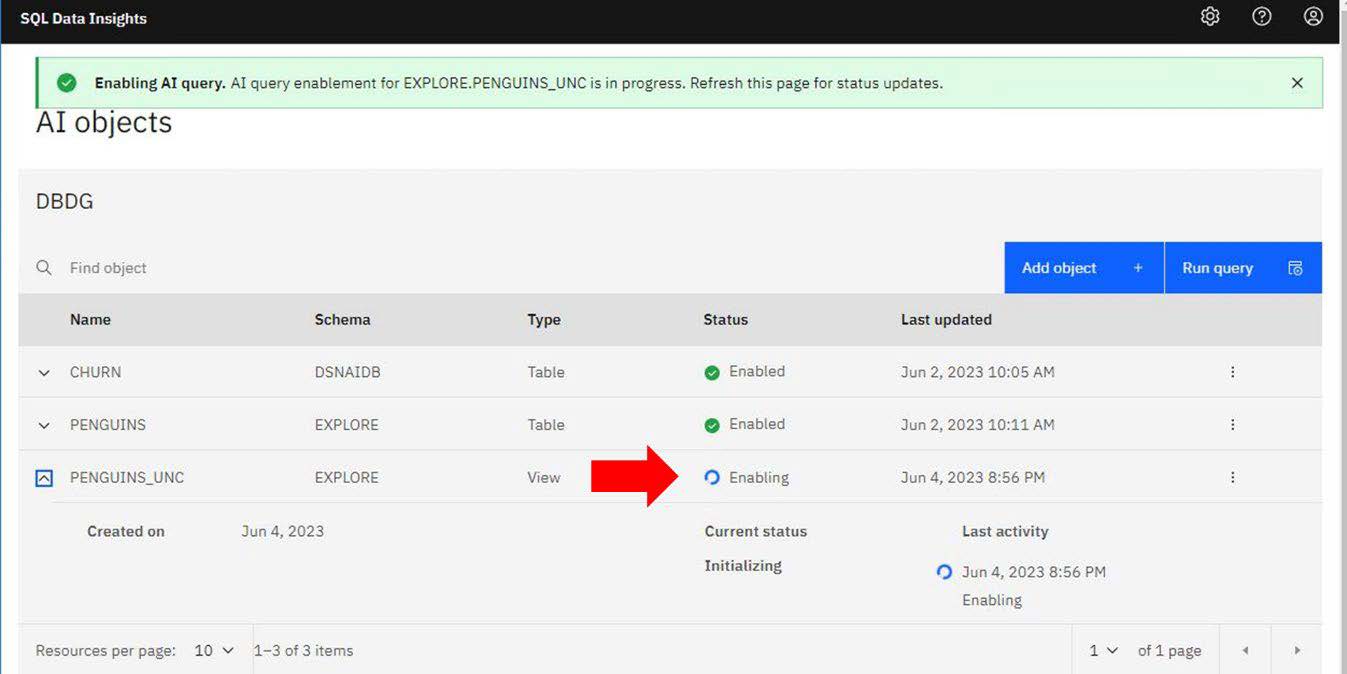 SQL Data Insights
Enabling AI query. AI query enablement for EXPLORE.PENGUINS_UNC is in progress. Refresh this page for status updates.
AI objects
DBDG
Find object
Add object +
Run query
Name Schema Type Status Last updated
CHURN DSNAIDB Table Enabled Jun 2, 2023 10:05 AM
PENGUINS EXPLORE Table Enabled Jun 2, 2023 10:11 AM
PENGUINS_UNC EXPLORE View Enabling Jun 4, 2023 8:56 PM
Created on Jun 4, 2023 Current status Last activity
Initializing Jun 4, 2023 8:56 PM
Enabling
Resources per page: 10 1–3 of 3 items 1 of 1 page